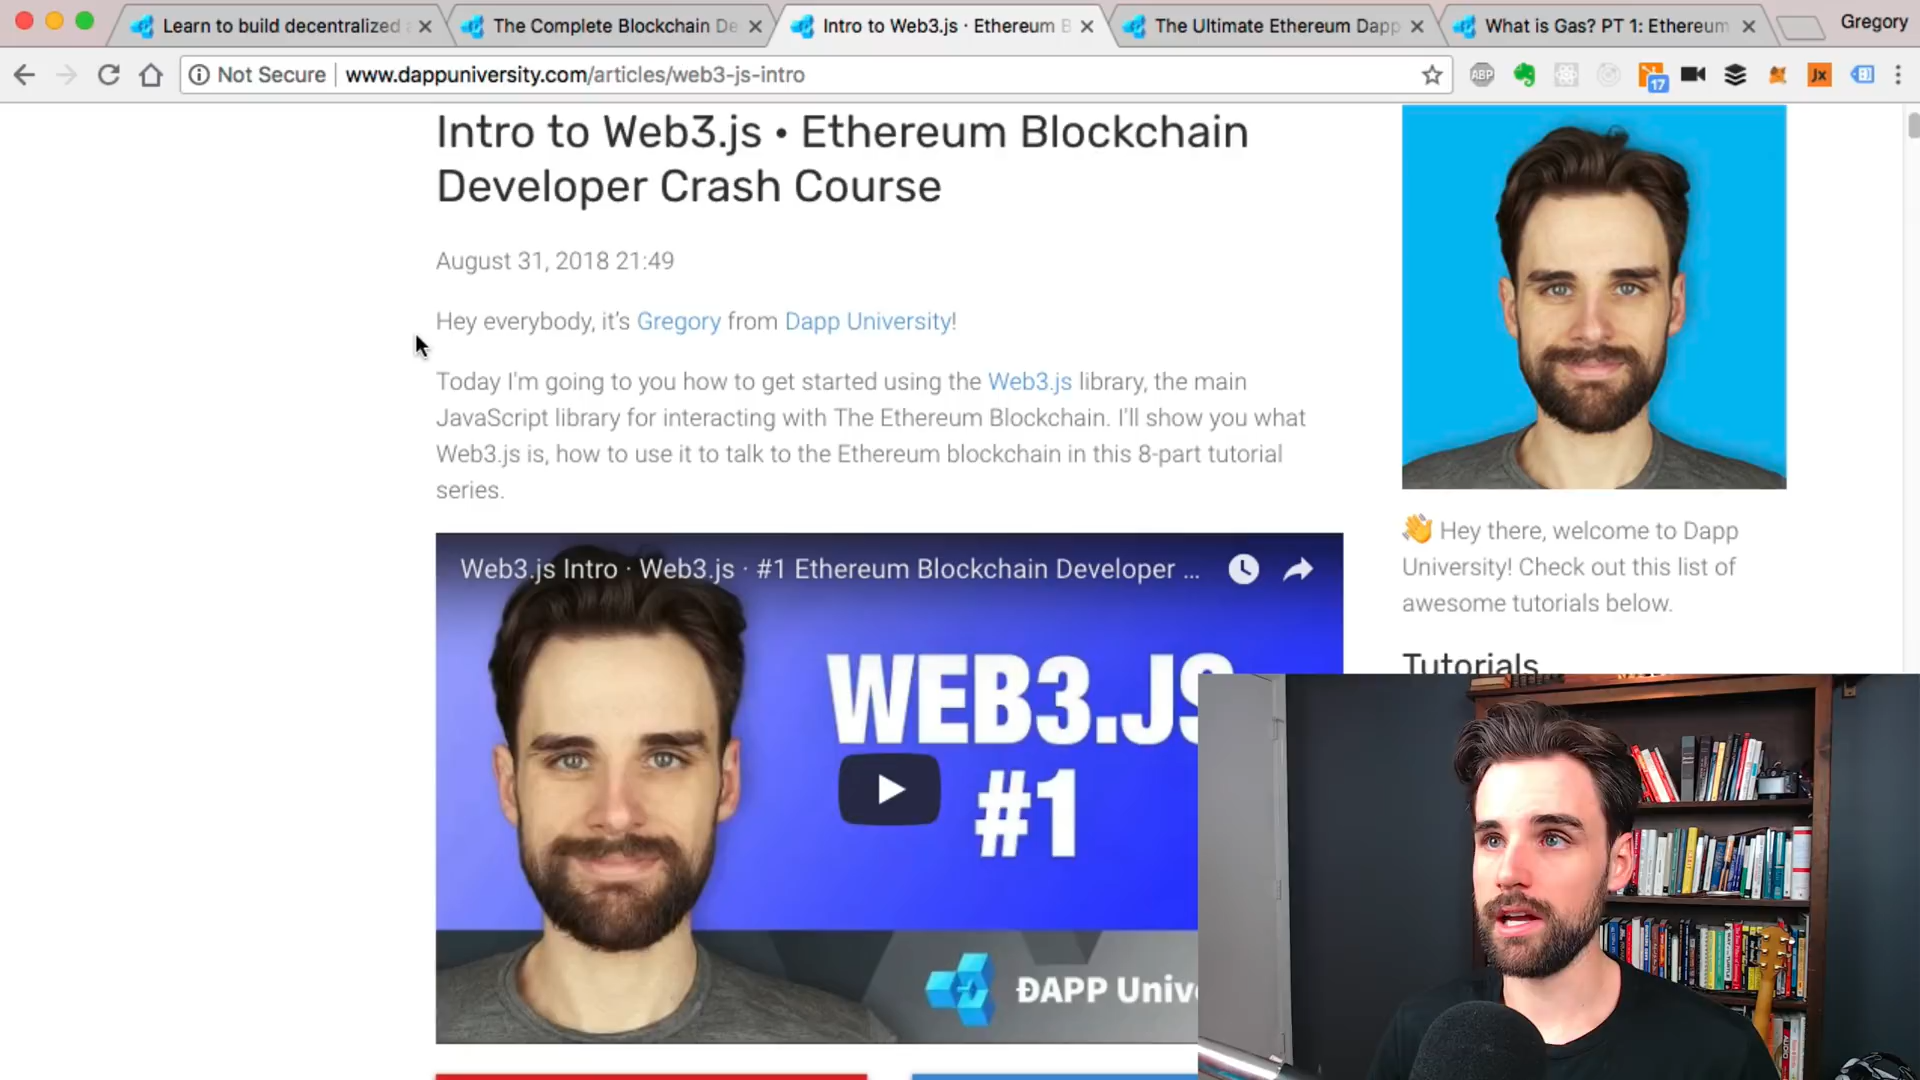 Learn to build decentralized a
The Complete Blockchain De
Intro to Web3.js · Ethereum B
The Ultimate Ethereum Dapp
What is Gas? PT 1: Ethereum
Gregory
Not Secure
www.dappuniversity.com/articles/web3-js-intro
ABP
17
Jx
Intro to Web3.js • Ethereum Blockchain
Developer Crash Course
August 31, 2018 21:49
Hey everybody, it's Gregory from Dapp University!
Today I'm going to you how to get started using the Web3.js library, the main
JavaScript library for interacting with The Ethereum Blockchain. I'll show you what
Web3.js is, how to use it to talk to the Ethereum blockchain in this 8-part tutorial
series.
Web3.js Intro · Web3.js · #1 Ethereum Blockchain Developer ...
WEB3.JS
#1
ĐAPP Unive
👋 Hey there, welcome to Dapp
University! Check out this list of
awesome tutorials below.
Tutorials